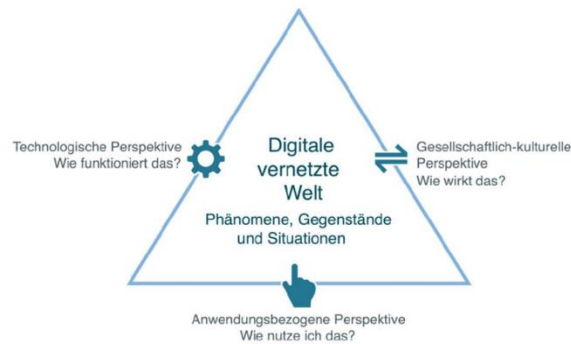 Technologische Perspektive
Wie funktioniert das?
Digitale
vernetzte
Welt
Phänomene, Gegenstände
und Situationen
Gesellschaftlich-kulturelle
Perspektive
Wie wirkt das?
Anwendungsbezogene Perspektive
Wie nutze ich das?